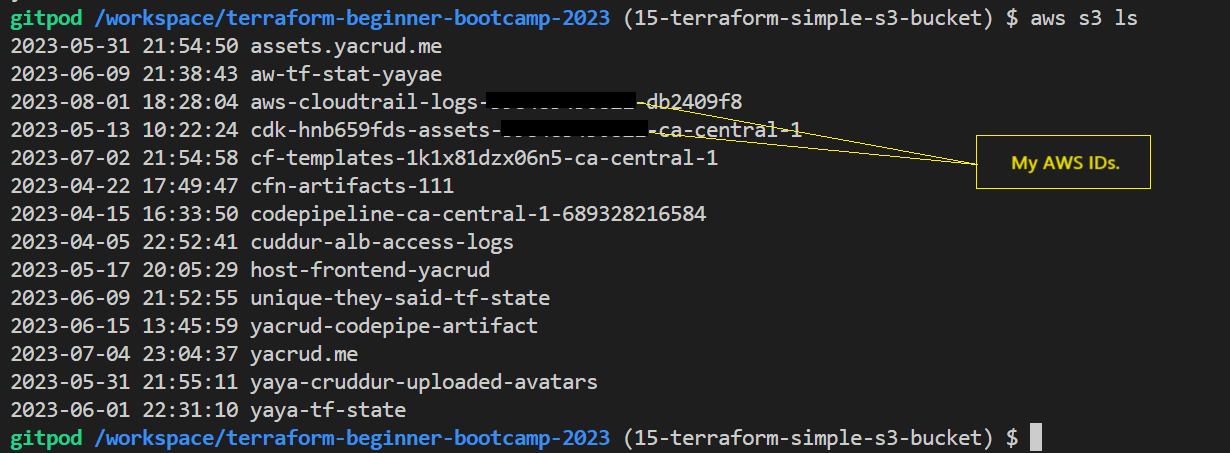 gitpod /workspace/terraform-beginner-bootcamp-2023 (15-terraform-simple-s3-bucket) $ aws s3 ls
2023-05-31 21:54:50 assets.yacrud.me
2023-06-09 21:38:43 aw-tf-stat-yayae
2023-08-01 18:28:04 aws-cloudtrail-logs- -db2409f8
2023-05-13 10:22:24 cdk-hnb659fds-assets- -ca-central-1
My AWS IDs.
2023-07-02 21:54:58 cf-templates-1k1x81dzx06n5-ca-central-1
2023-04-22 17:49:47 cfn-artifacts-111
2023-04-15 16:33:50 codepipeline-ca-central-1-689328216584
2023-04-05 22:52:41 cuddur-alb-access-logs
2023-05-17 20:05:29 host-frontend-yacrud
2023-06-09 21:52:55 unique-they-said-tf-state
2023-06-15 13:45:59 yacrud-codepipe-artifact
2023-07-04 23:04:37 yacrud.me
2023-05-31 21:55:11 yaya-cruddur-uploaded-avatars
2023-06-01 22:31:10 yaya-tf-state
gitpod /workspace/terraform-beginner-bootcamp-2023 (15-terraform-simple-s3-bucket) $